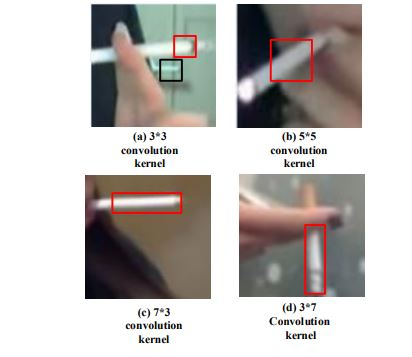 (a) 3*3
convolution
kernel
(b) 5*5
convolution
kernel
(c) 7*3
convolution
kernel
(d) 3*7
Convolution
kernel